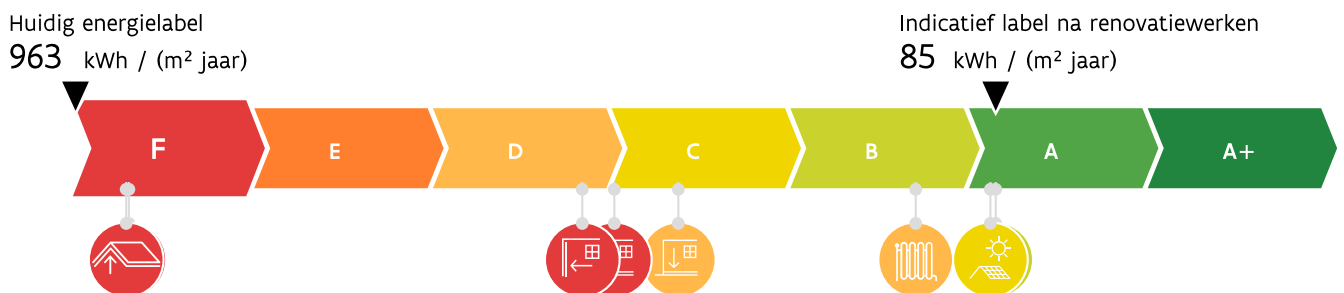 Huidig energielabel
963 kWh / (m² jaar)
Indicatief label na renovatiewerken
85 kWh / (m² jaar)
F E D C B A A+